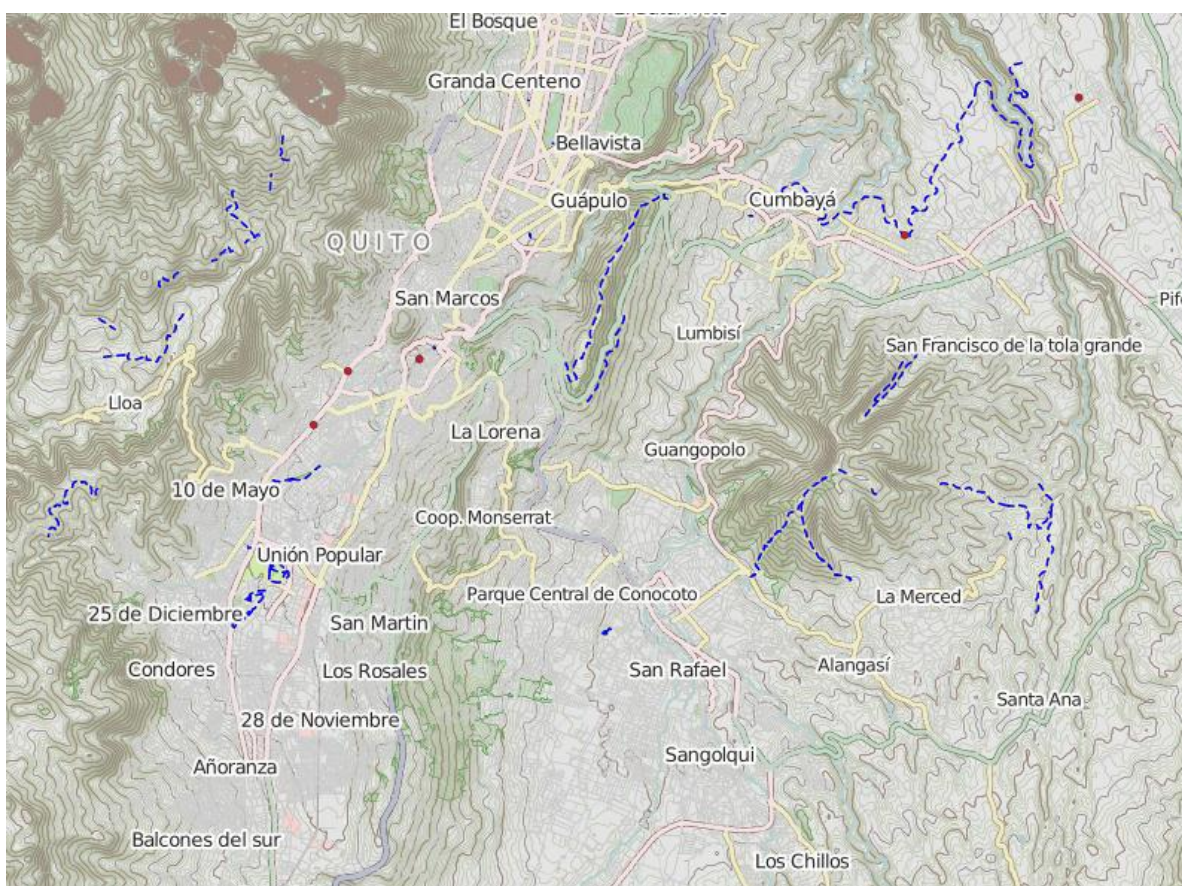 El Bosque
Granda Centeno
Bellavista
Guápulo
Cumbayá
QUITO
San Marcos
Lumbisí
San Francisco de la tola grande
Lloa
La Lorena
Guangopolo
10 de Mayo
Coop. Monserrat
Unión Popular
Parque Central de Conocoto
La Merced
25 de Diciembre
San Martin
Condores
Los Rosales
San Rafael
Alangasí
Santa Ana
28 de Noviembre
Sangolqui
Añoranza
Balcones del sur
Los Chillos